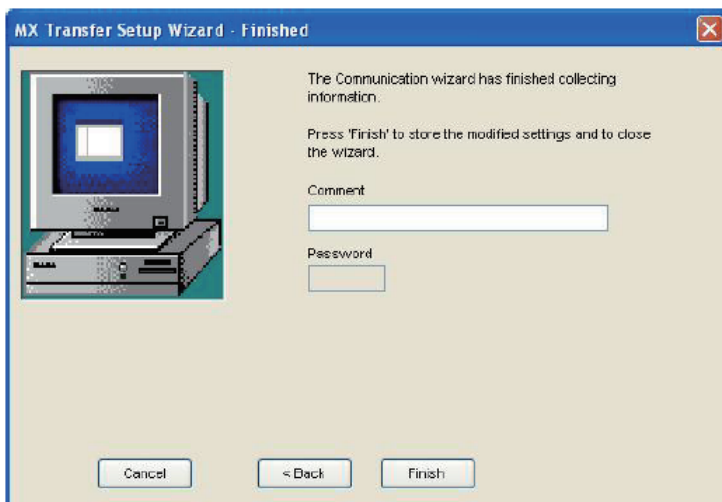 MX Transfer Setup Wizard - Finished
The Communication wizard has finished collecting
information.
Press 'Finish' to store the modified settings and to close
the wizard.
Comment
Password
Cancel
< Back
Finish